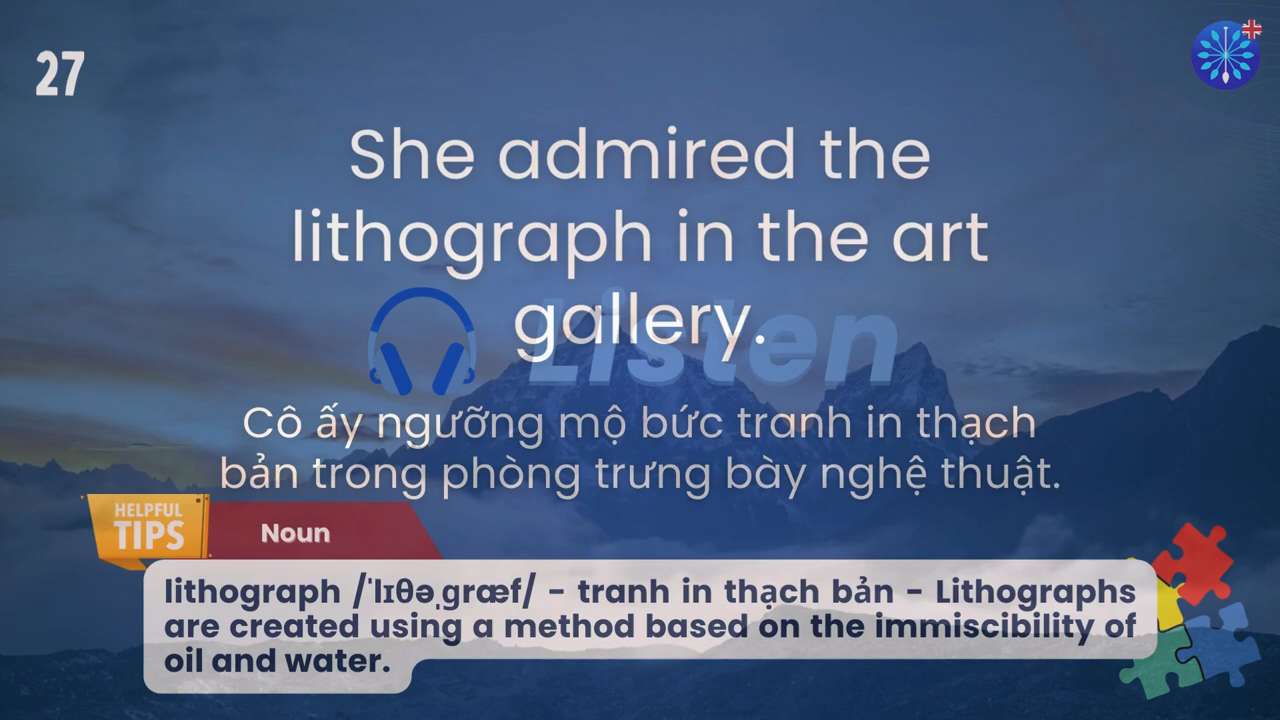 27
She admired the
lithograph in the art
gallery.
Listen
Cô ấy ngưỡng mộ bức tranh in thạch
bản trong phòng trưng bày nghệ thuật.
HELPFUL
TIPS
Noun
lithograph /ˈlɪθəˌɡræf/ – tranh in thạch bản – Lithographs
are created using a method based on the immiscibility of
oil and water.